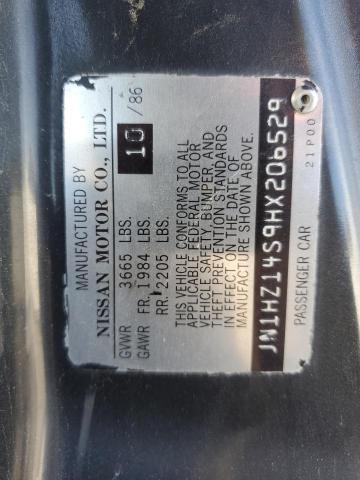 MANUFACTURED BY
NISSAN MOTOR CO., LTD.
10 / 86
GVWR 3665 LBS.
GAWR FR. 1984 LBS.
RR. 2205 LBS.
THIS VEHICLE CONFORMS TO ALL
APPLICABLE FEDERAL MOTOR
VEHICLE SAFETY, BUMPER, AND
THEFT PREVENTION STANDARDS
IN EFFECT ON THE DATE OF
MANUFACTURE SHOWN ABOVE.
JN1HZ14S9HX206529
PASSENGER CAR 21P00